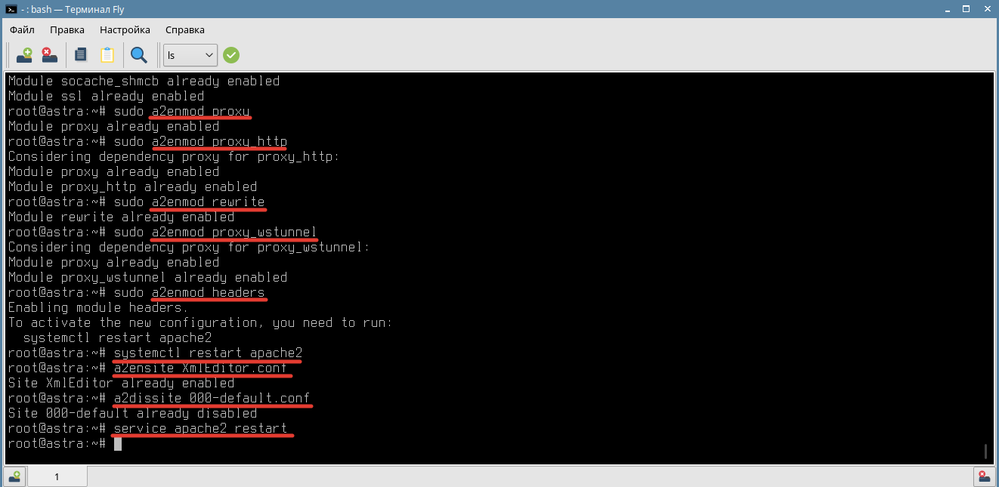 - : bash — Терминал Fly
Файл Правка Настройка Справка
ls
Module socache_shmcb already enabled
Module ssl already enabled
root@astra:~# sudo a2enmod proxy
Module proxy already enabled
root@astra:~# sudo a2enmod proxy_http
Considering dependency proxy for proxy_http:
Module proxy already enabled
Module proxy_http already enabled
root@astra:~# sudo a2enmod rewrite
Module rewrite already enabled
root@astra:~# sudo a2enmod proxy_wstunnel
Considering dependency proxy for proxy_wstunnel:
Module proxy already enabled
Module proxy_wstunnel already enabled
root@astra:~# sudo a2enmod headers
Enabling module headers.
To activate the new configuration, you need to run:
  systemctl restart apache2
root@astra:~# systemctl restart apache2
root@astra:~# a2ensite XmlEditor.conf
Site XmlEditor already enabled
root@astra:~# a2dissite 000-default.conf
Site 000-default already disabled
root@astra:~# service apache2 restart
root@astra:~#
1